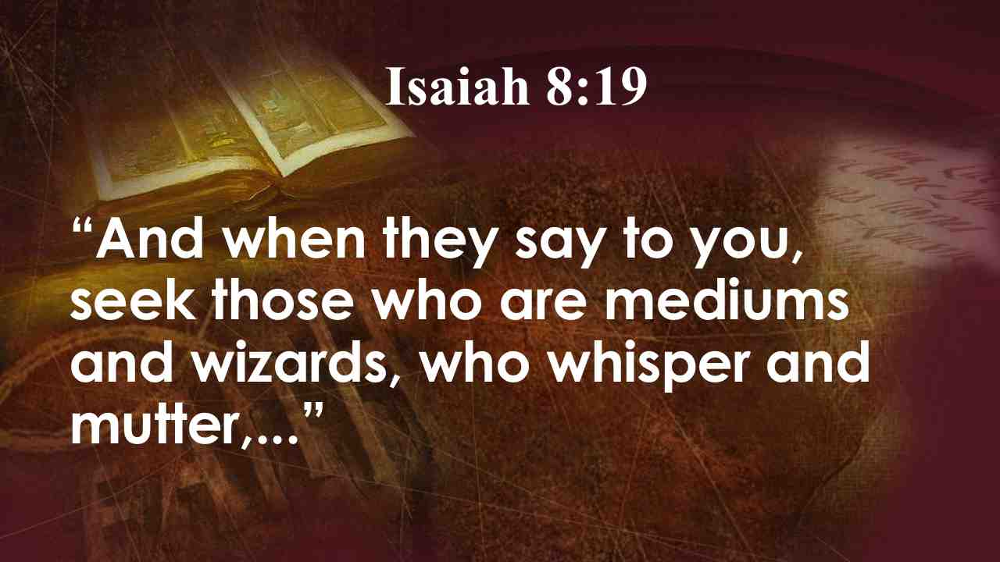 Isaiah 8:19
“And when they say to you,
seek those who are mediums
and wizards, who whisper and
mutter,...”